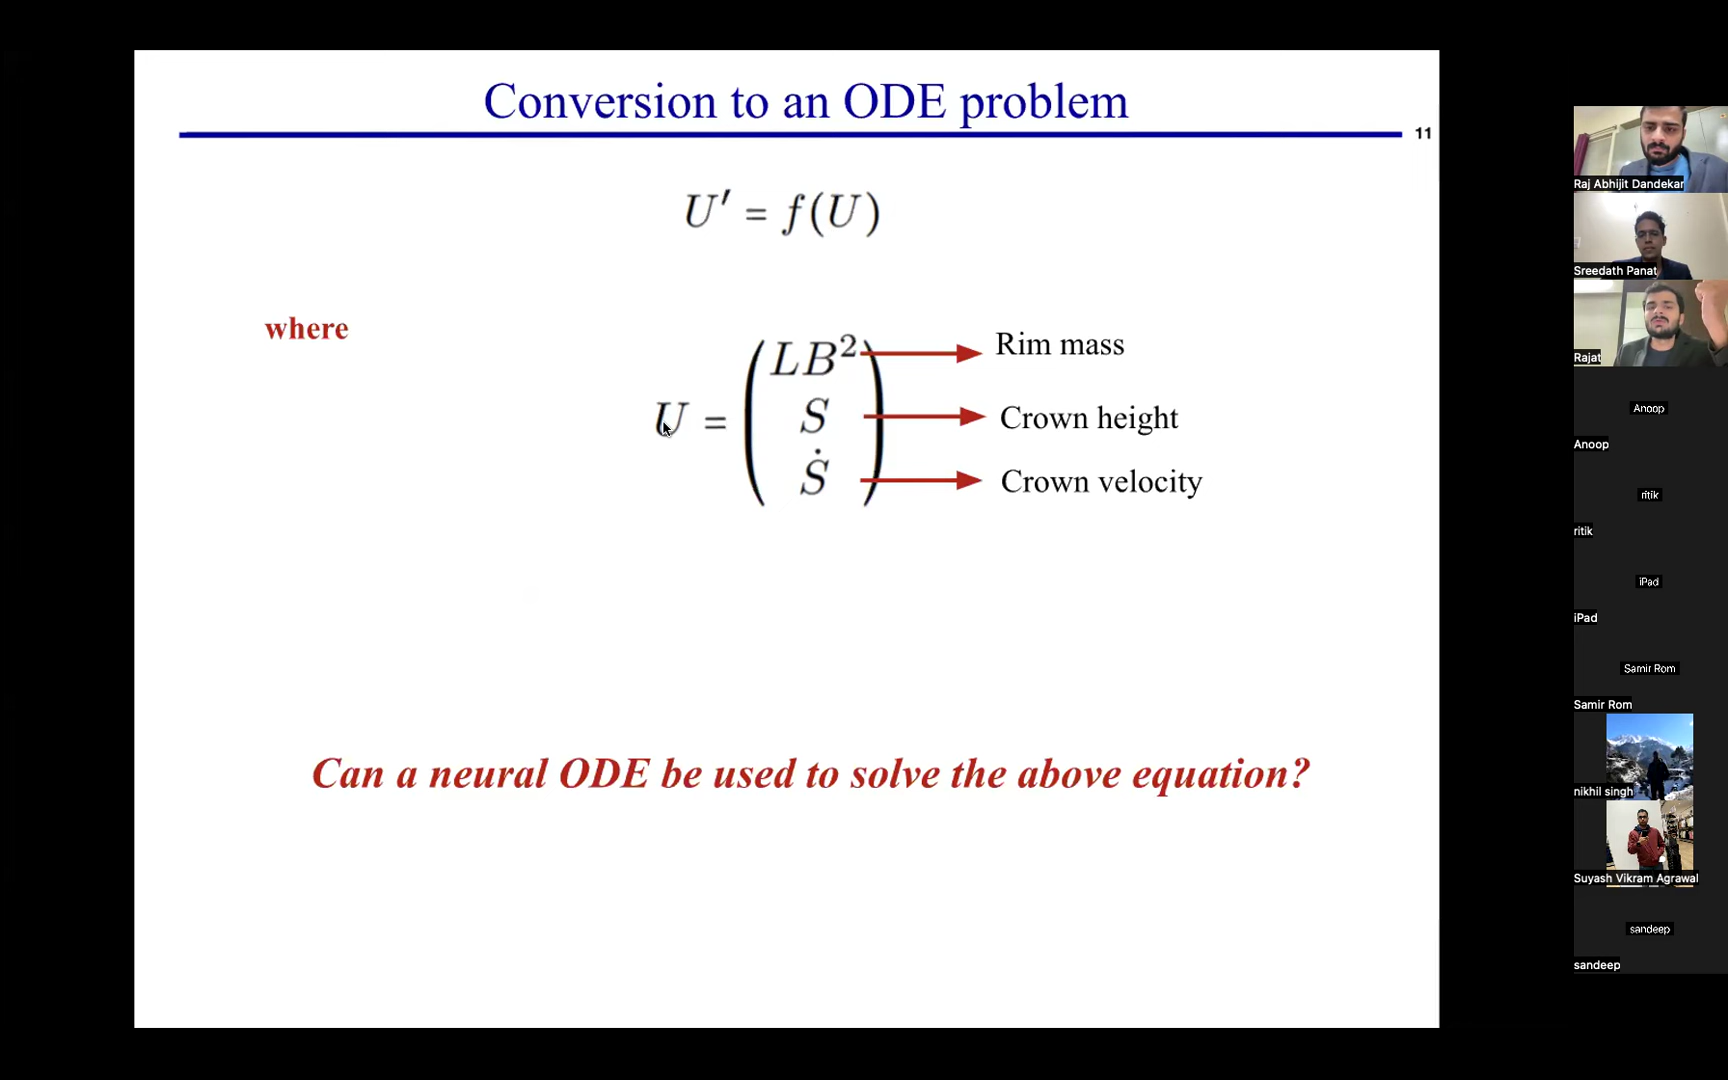 Conversion to an ODE problem
11
U′ = f(U)
where
U = (LB² S Ṡ)
Rim mass
Crown height
Crown velocity
Can a neural ODE be used to solve the above equation?
Raj Abhijit Dandekar
Sreedath Panat
Rajat
Anoop
Anoop
ritik
ritik
iPad
iPad
Samir Rom
Samir Rom
nikhil singh
Suyash Vikram Agrawal
sandeep
sandeep